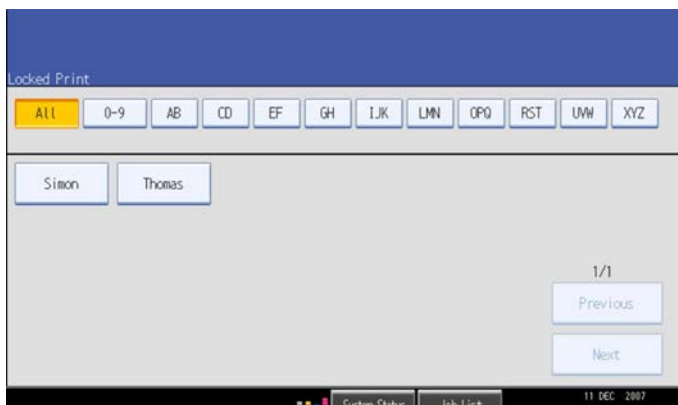 Locked Print
All 0-9 AB CD EF GH IJK LMN OPQ RST UVW XYZ
Simon Thomas
1/1
Previous
Next
System Status Job List 11 DEC 2007